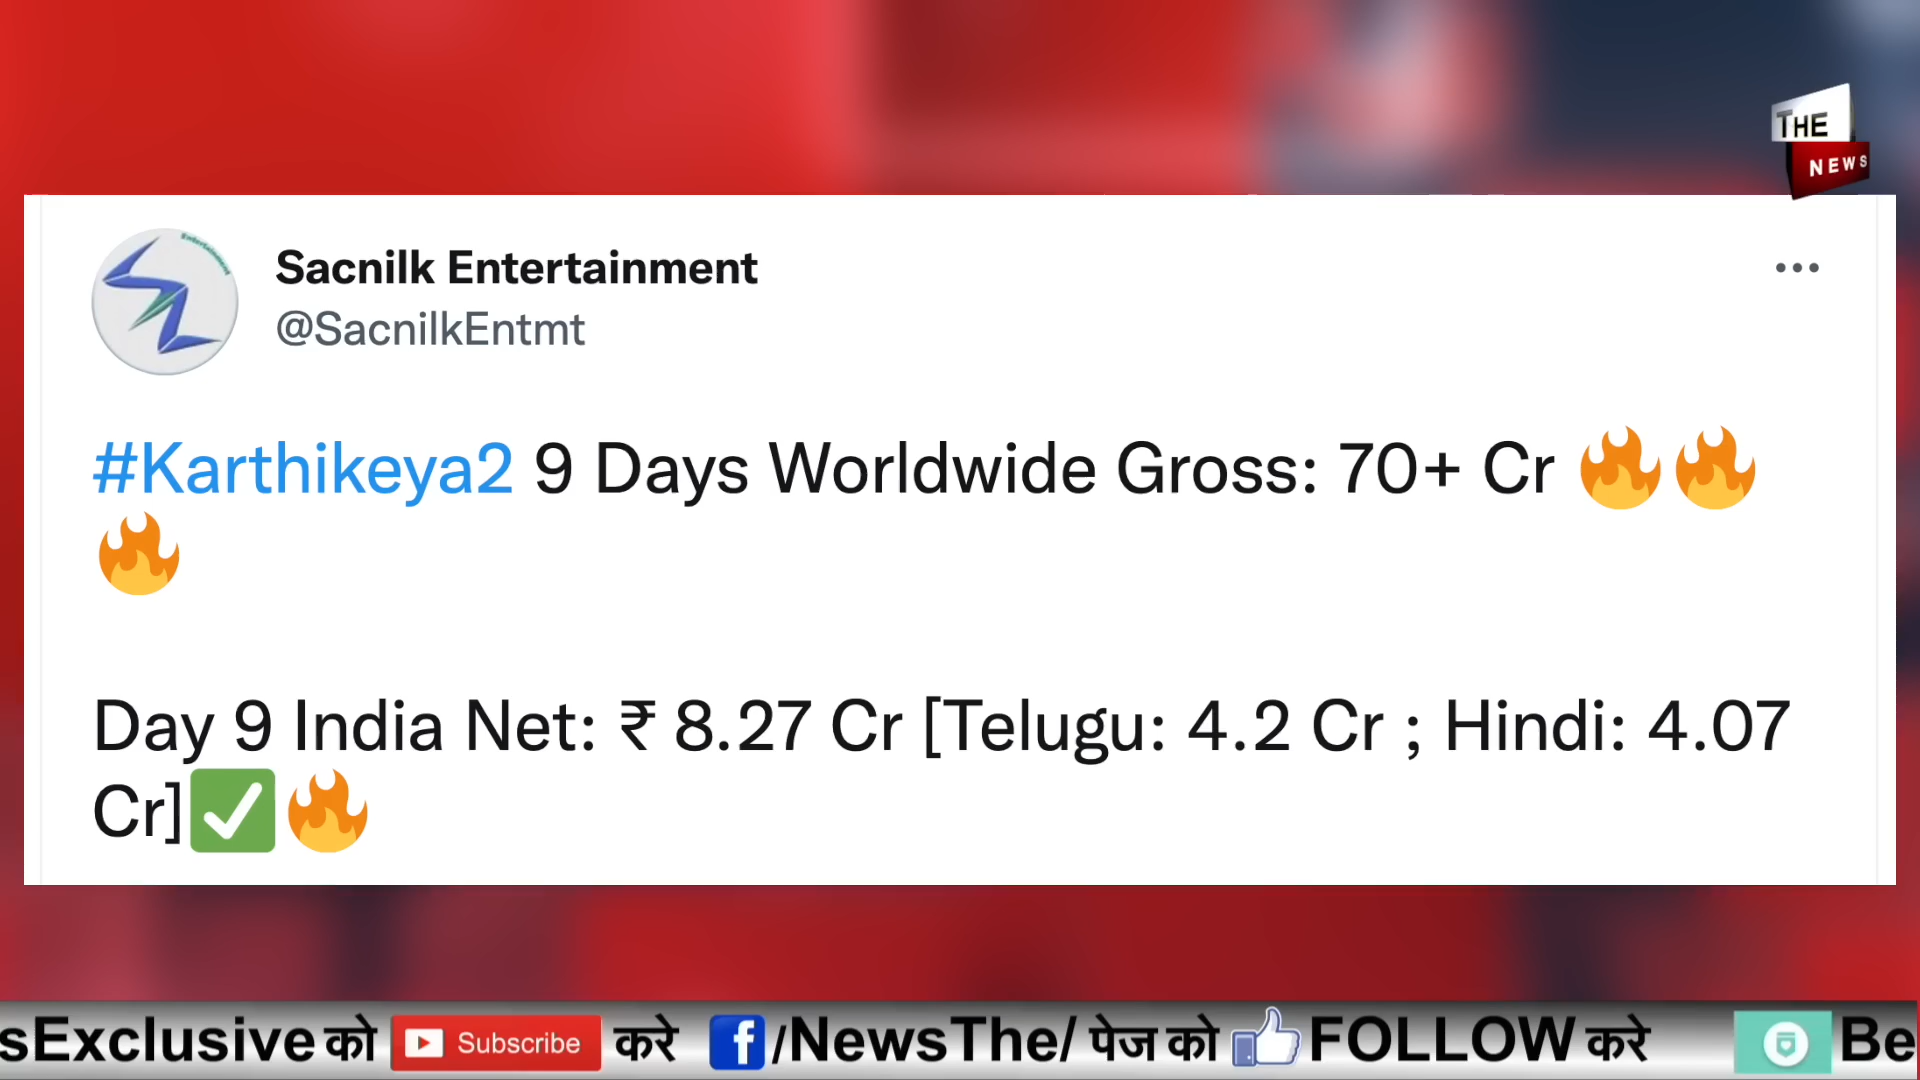 THE
NEWS
Sacnilk Entertainment
@SacnilkEntmt
#Karthikeya2 9 Days Worldwide Gross: 70+ Cr 🔥🔥
🔥
Day 9 India Net: ₹ 8.27 Cr [Telugu: 4.2 Cr ; Hindi: 4.07
Cr]✅🔥
sExclusive को Subscribe करे f/NewsThe/ पेज को 👍FOLLOW करे Be